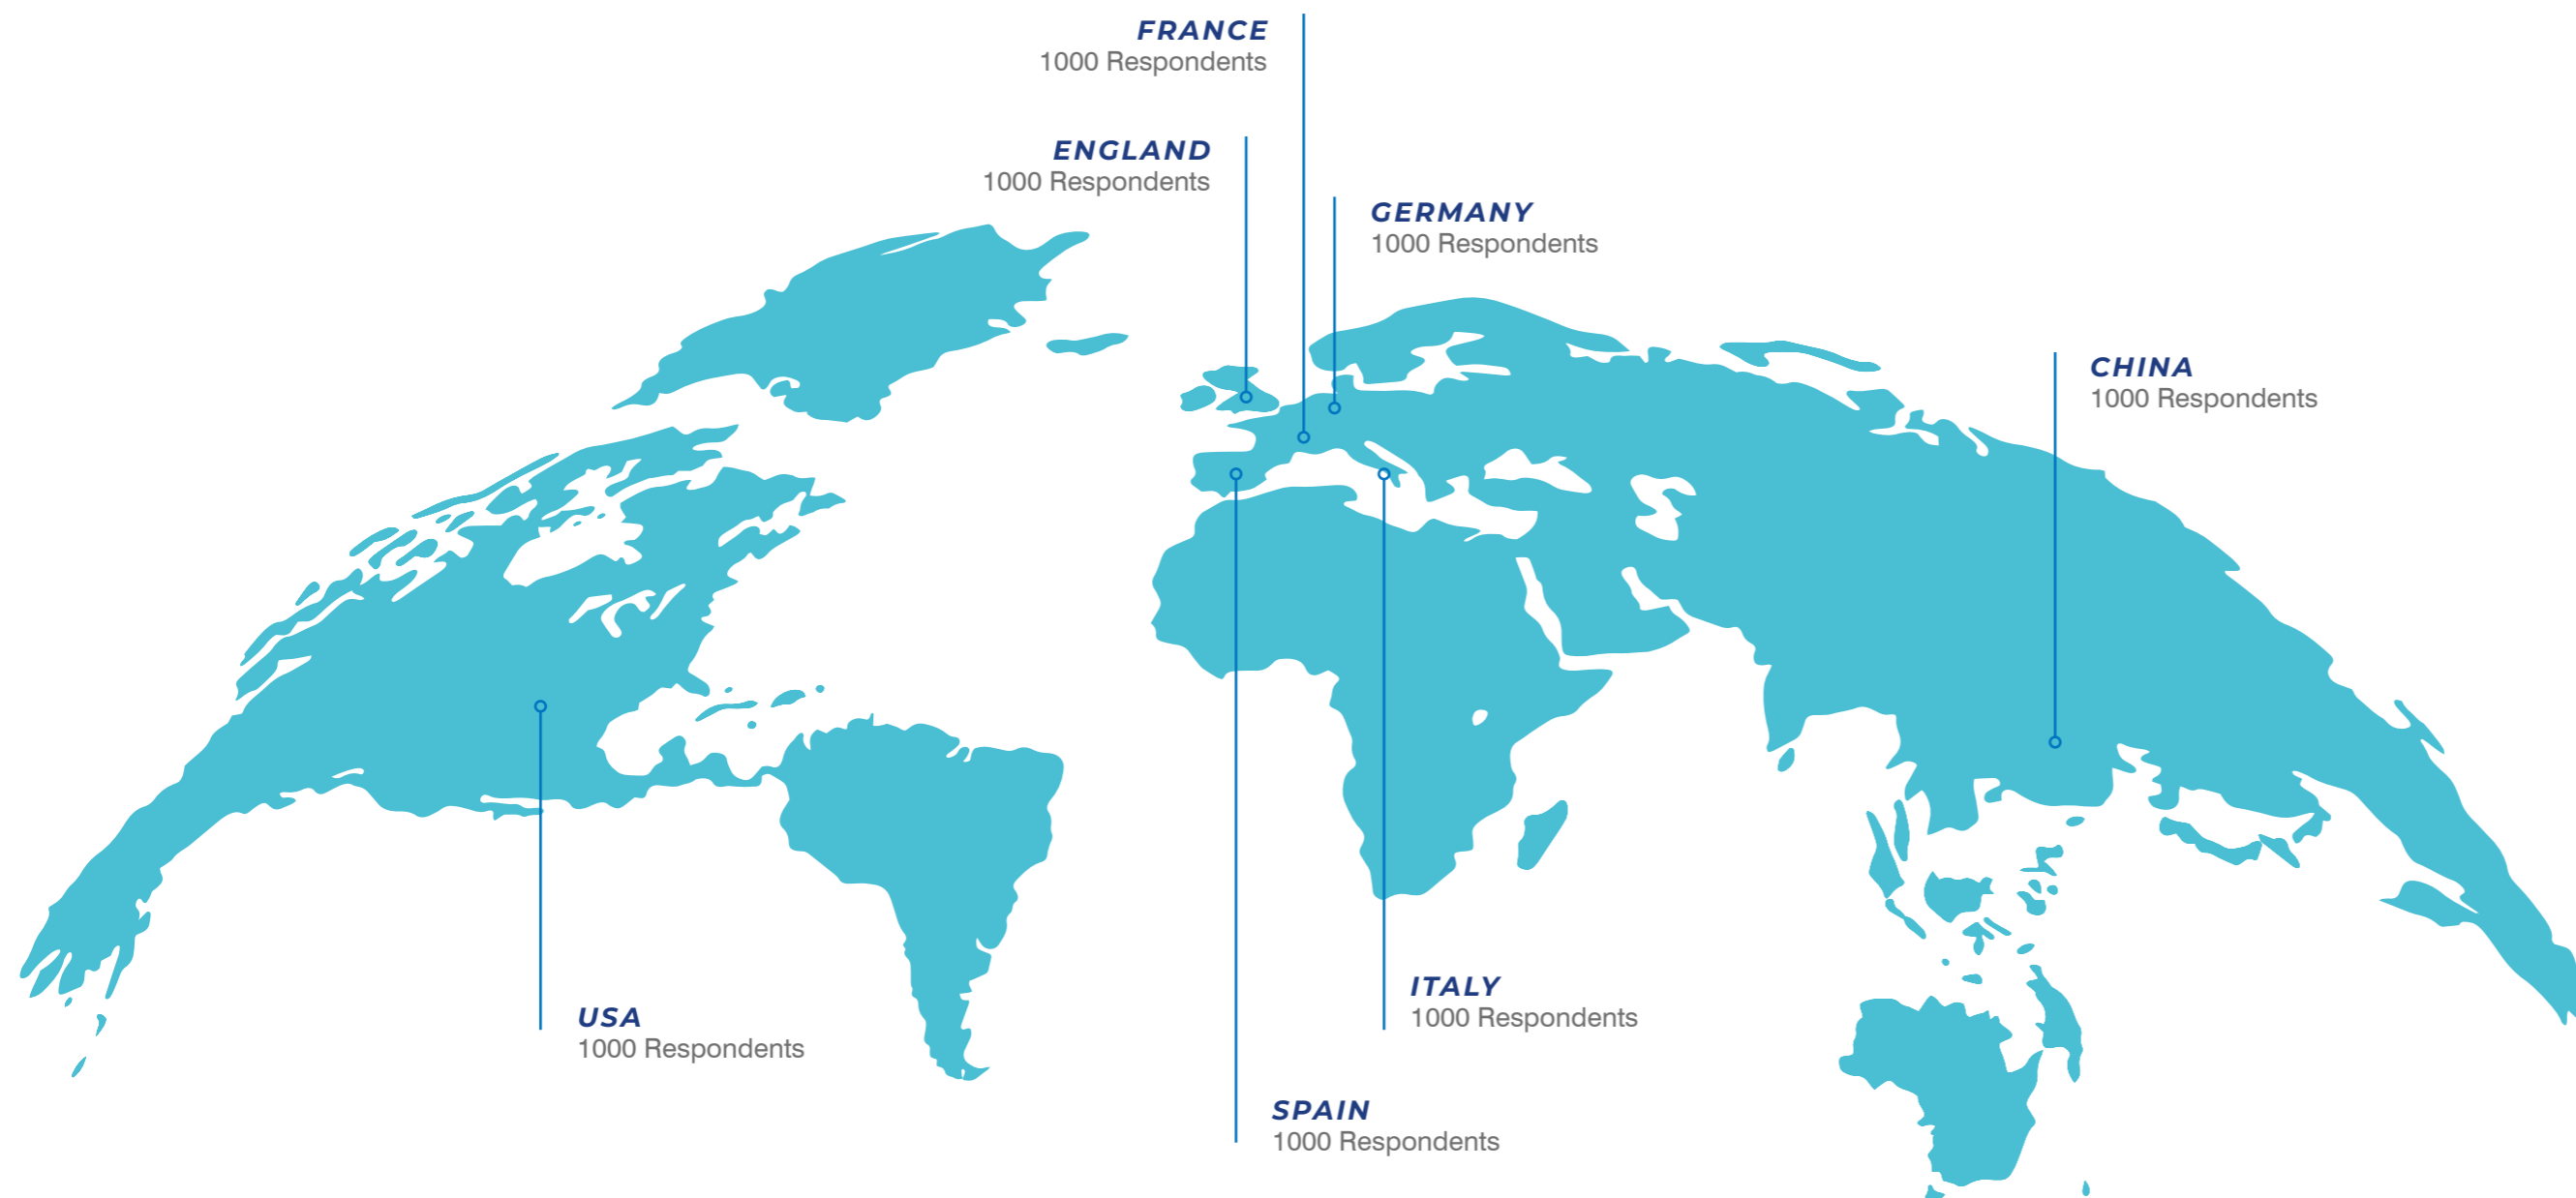 FRANCE
1000 Respondents
ENGLAND
1000 Respondents
GERMANY
1000 Respondents
CHINA
1000 Respondents
USA
1000 Respondents
ITALY
1000 Respondents
SPAIN
1000 Respondents